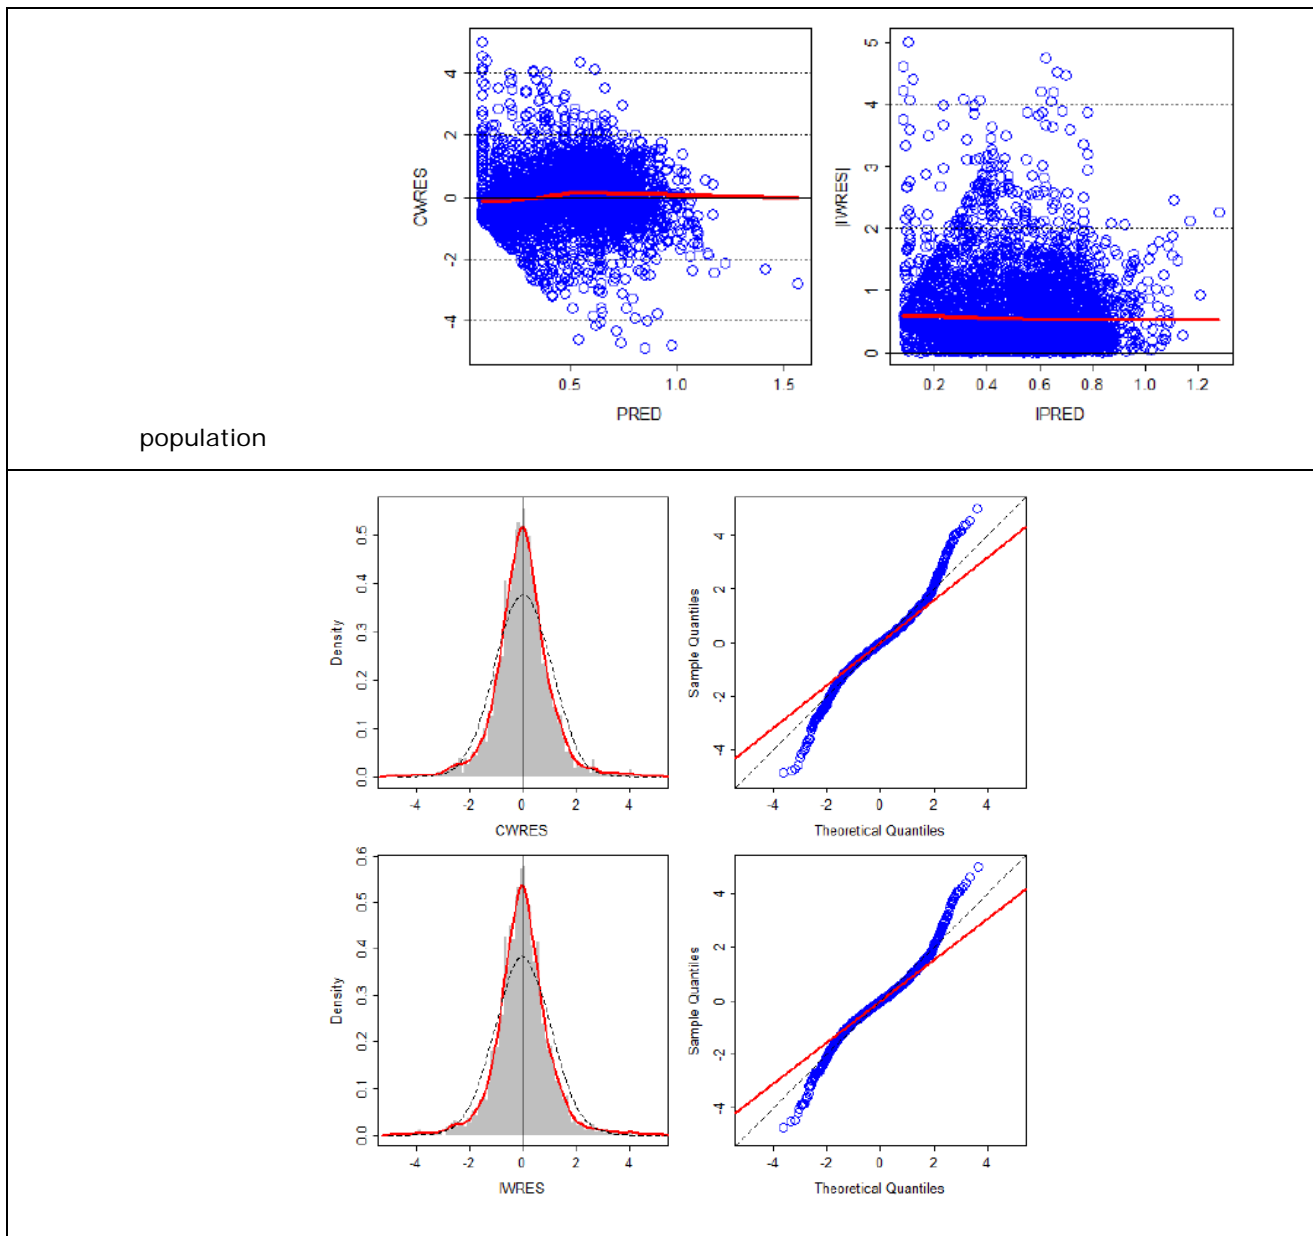 CWRES
4
2
0
-2
-4
0.5 1.0 1.5
PRED
|IWRES|
5
4
3
2
1
0
0.2 0.4 0.6 0.8 1.0 1.2
IPRED
population
Density
0.5
0.4
0.3
0.2
0.1
0.0
-4 -2 0 2 4
CWRES
Sample Quantiles
4
2
0
-2
-4
-4 -2 0 2 4
Theoretical Quantiles
Density
0.6
0.5
0.4
0.3
0.2
0.1
0.0
-4 -2 0 2 4
IWRES
Sample Quantiles
4
2
0
-2
-4
-4 -2 0 2 4
Theoretical Quantiles